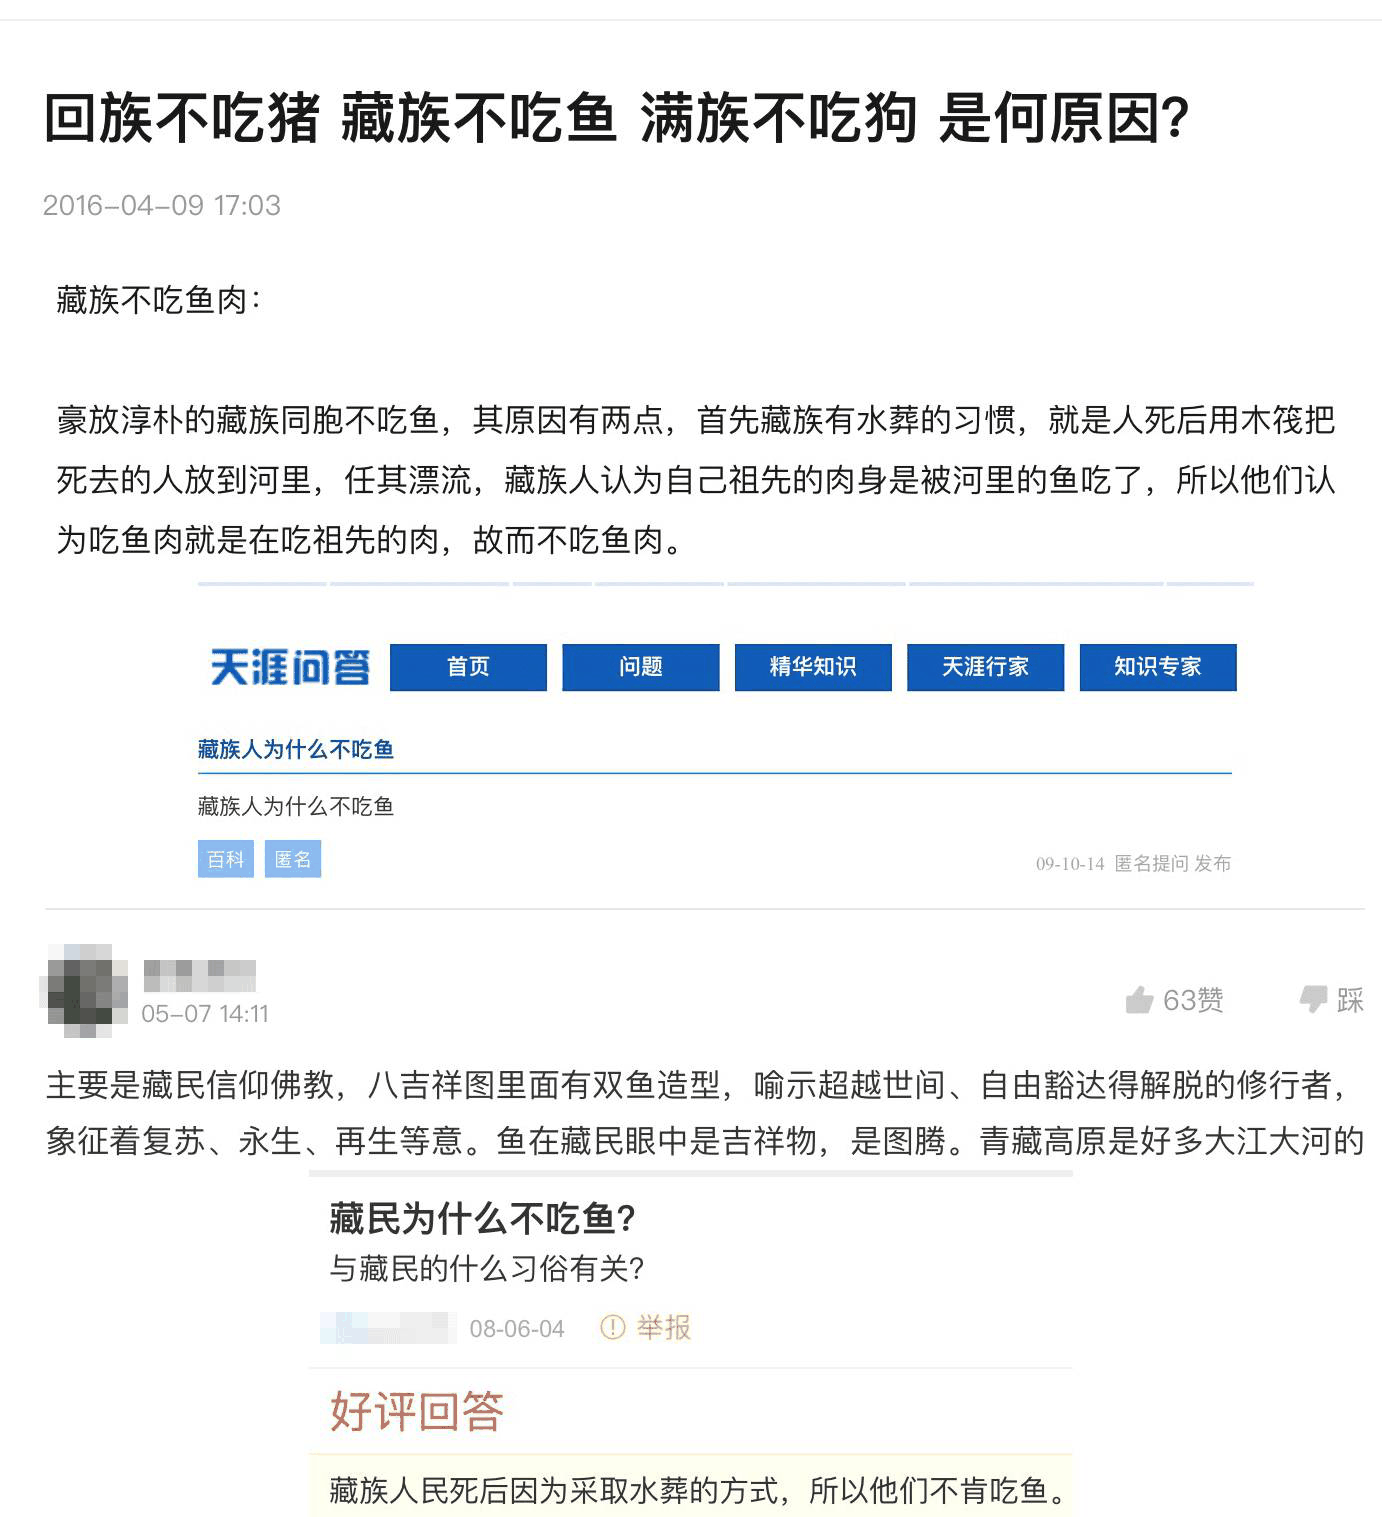 回族不吃猪 藏族不吃鱼 满族不吃狗 是何原因?
2016-04-09 17:03
藏族不吃鱼肉：
豪放淳朴的藏族同胞不吃鱼，其原因有两点，首先藏族有水葬的习惯，就是人死后用木筏把
死去的人放到河里，任其漂流，藏族人认为自己祖先的肉身是被河里的鱼吃了，所以他们认
为吃鱼肉就是在吃祖先的肉，故而不吃鱼肉。
天涯问答 首页 问题 精华知识 天涯行家 知识专家
藏族人为什么不吃鱼
藏族人为什么不吃鱼
百科 匿名 09-10-14 匿名提问 发布
05-07 14:11 63赞 踩
主要是藏民信仰佛教，八吉祥图里面有双鱼造型，喻示超越世间、自由豁达得解脱的修行者，
象征着复苏、永生、再生等意。鱼在藏民眼中是吉祥物，是图腾。青藏高原是好多大江大河的
藏民为什么不吃鱼?
与藏民的什么习俗有关?
08-06-04 举报
好评回答
藏族人民死后因为采取水葬的方式，所以他们不肯吃鱼。